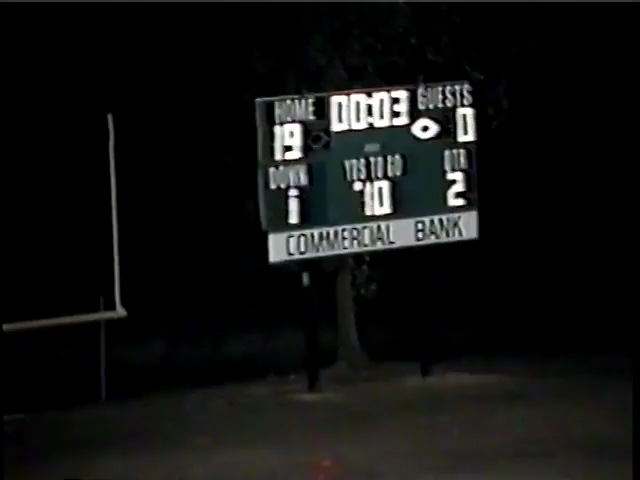 HOME 00:03 GUESTS
19 0
DOWN YDS TO GO QTR
1 10 2
COMMERCIAL BANK